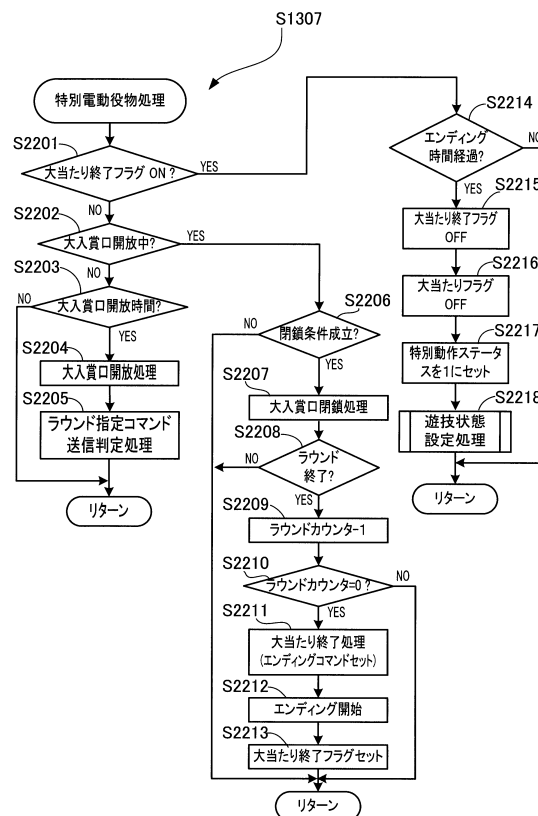 S1307
特別電動役物処理
S2201
大当たり終了フラグ ON？
YES
NO
S2202
大入賞口開放中？
YES
NO
S2203
大入賞口開放時間？
NO
YES
S2204
大入賞口開放処理
S2205
ラウンド指定コマンド
送信判定処理
リターン
S2206
閉鎖条件成立？
NO
YES
S2207
大入賞口閉鎖処理
S2208
ラウンド
終了？
NO
YES
S2209
ラウンドカウンタ-1
S2210
ラウンドカウンタ=0？
NO
YES
S2211
大当たり終了処理
(エンディングコマンドセット)
S2212
エンディング開始
S2213
大当たり終了フラグセット
リターン
S2214
エンディング
時間経過？
NO
YES
S2215
大当たり終了フラグ
OFF
S2216
大当たりフラグ
OFF
S2217
特別動作ステータ
スを1にセット
S2218
遊技状態
設定処理
リターン